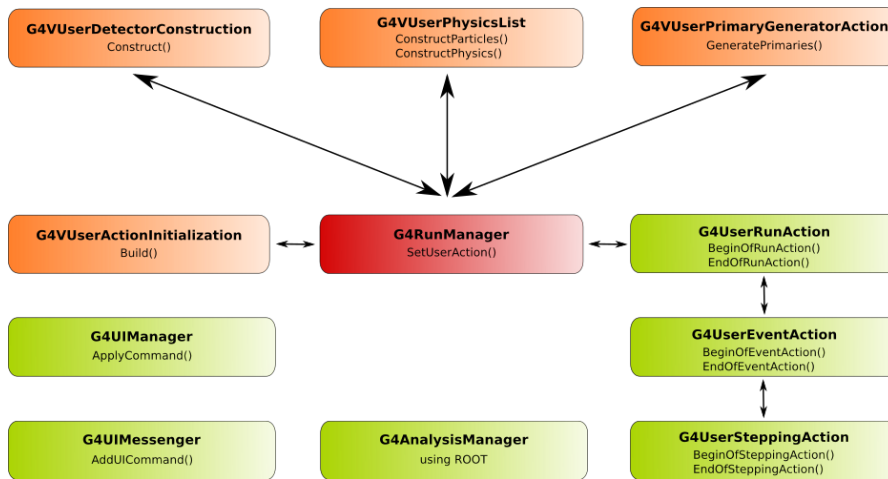 G4VUserDetectorConstruction
Construct()
G4VUserPhysicsList
ConstructParticles()
ConstructPhysics()
G4VUserPrimaryGeneratorAction
GeneratePrimaries()
G4VUserActionInitialization
Build()
G4RunManager
SetUserAction()
G4UserRunAction
BeginOfRunAction()
EndOfRunAction()
G4UIManager
ApplyCommand()
G4UserEventAction
BeginOfEventAction()
EndOfEventAction()
G4UIMessenger
AddUICommand()
G4AnalysisManager
using ROOT
G4UserSteppingAction
BeginOfSteppingAction()
EndOfSteppingAction()